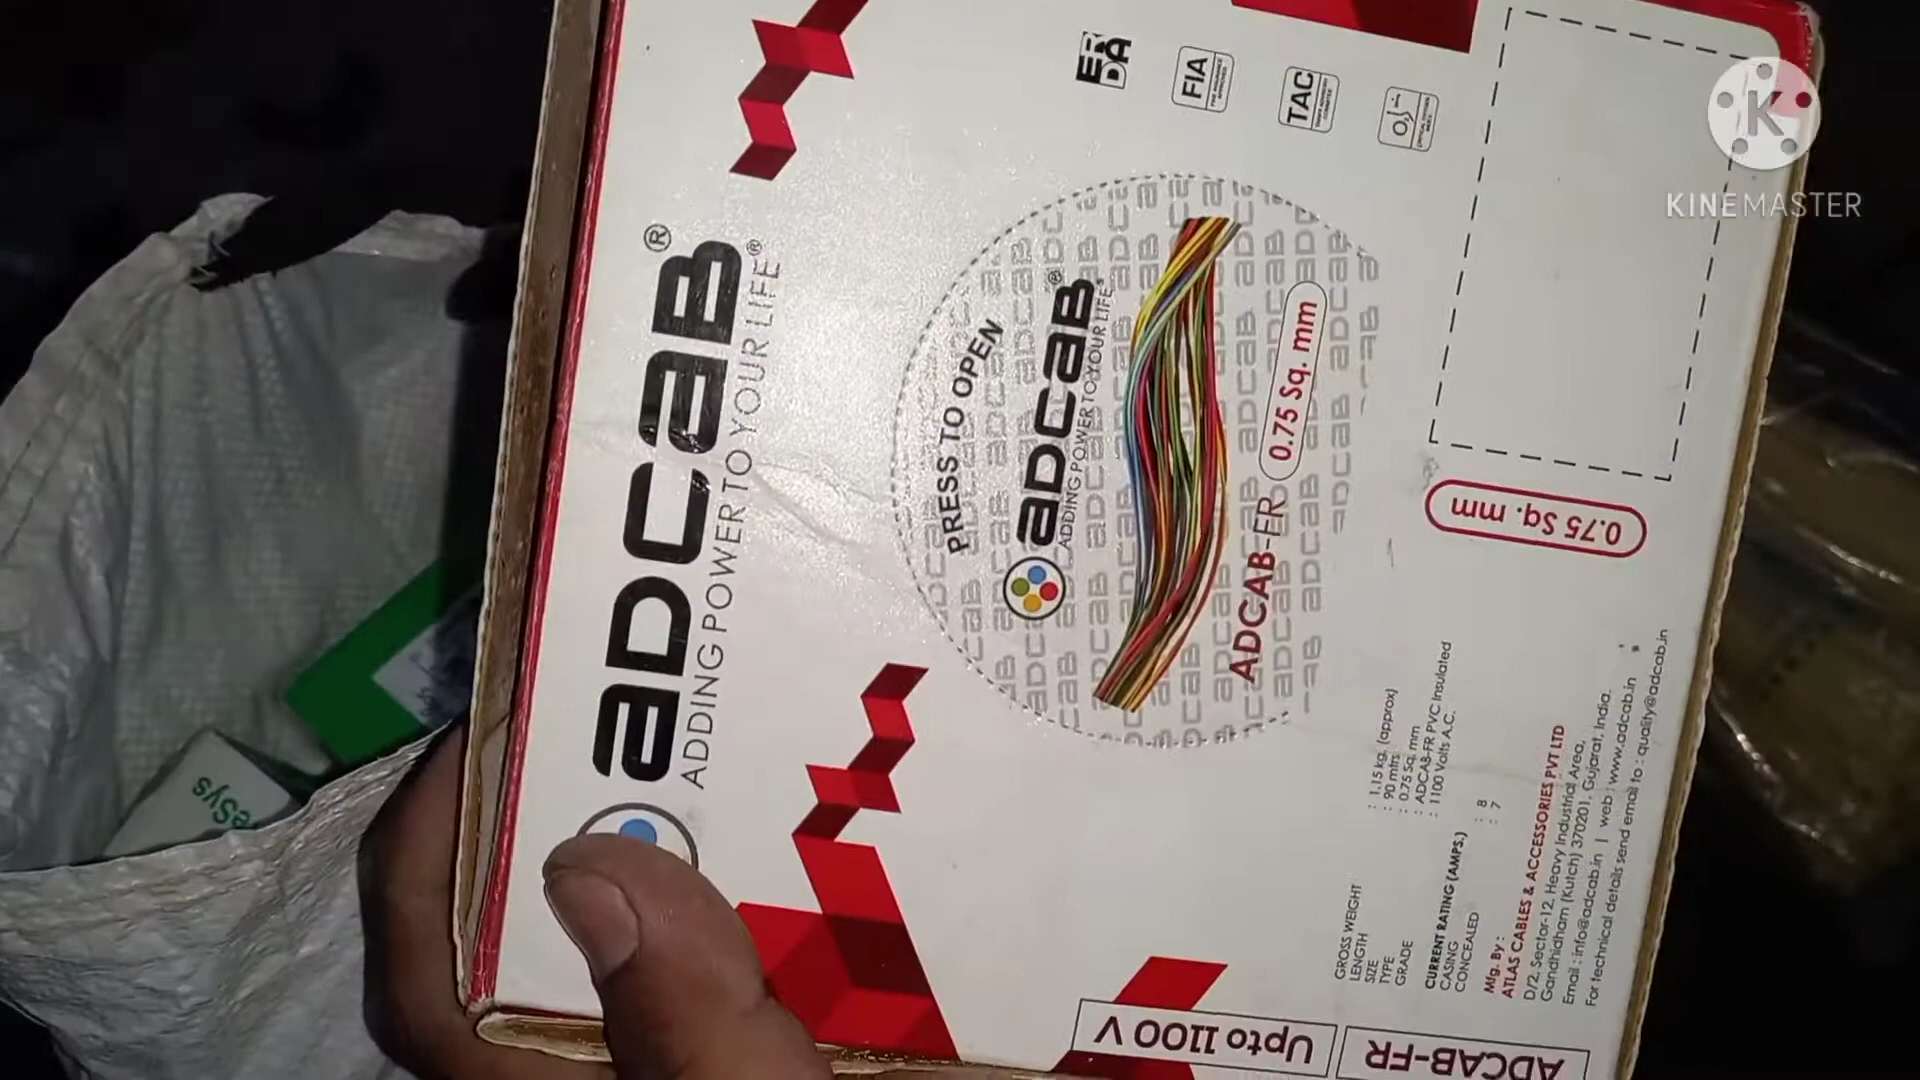 adcab®
ADDING POWER TO YOUR LIFE®
ERDA
FIA
TAC
PRESS TO OPEN
adcab®
ADDING POWER TO YOUR LIFE
ADCAB-FR 0.75 Sq. mm
0.75 Sq. mm
GROSS WEIGHT : 1.15 kg. (approx)
LENGTH : 90 mtrs
SIZE : 0.75 Sq. mm
TYPE : ADCAB-FR PVC Insulated
GRADE : 1100 Volts A.C.
CURRENT RATING (AMPS.)
CASING : 8
CONCEALED : 7
Mfg. By :
ATLAS CABLES & ACCESSORIES PVT LTD
D/2, Sector-12, Heavy Industrial Area,
Gandhidham (Kutch) 370201. Gujarat, India.
Email : info@adcab.in | web : www.adcab.in
For technical details send email to : quality@adcab.in
Upto 1100 V
ADCAB-FR
eSys
K
KINEMASTER